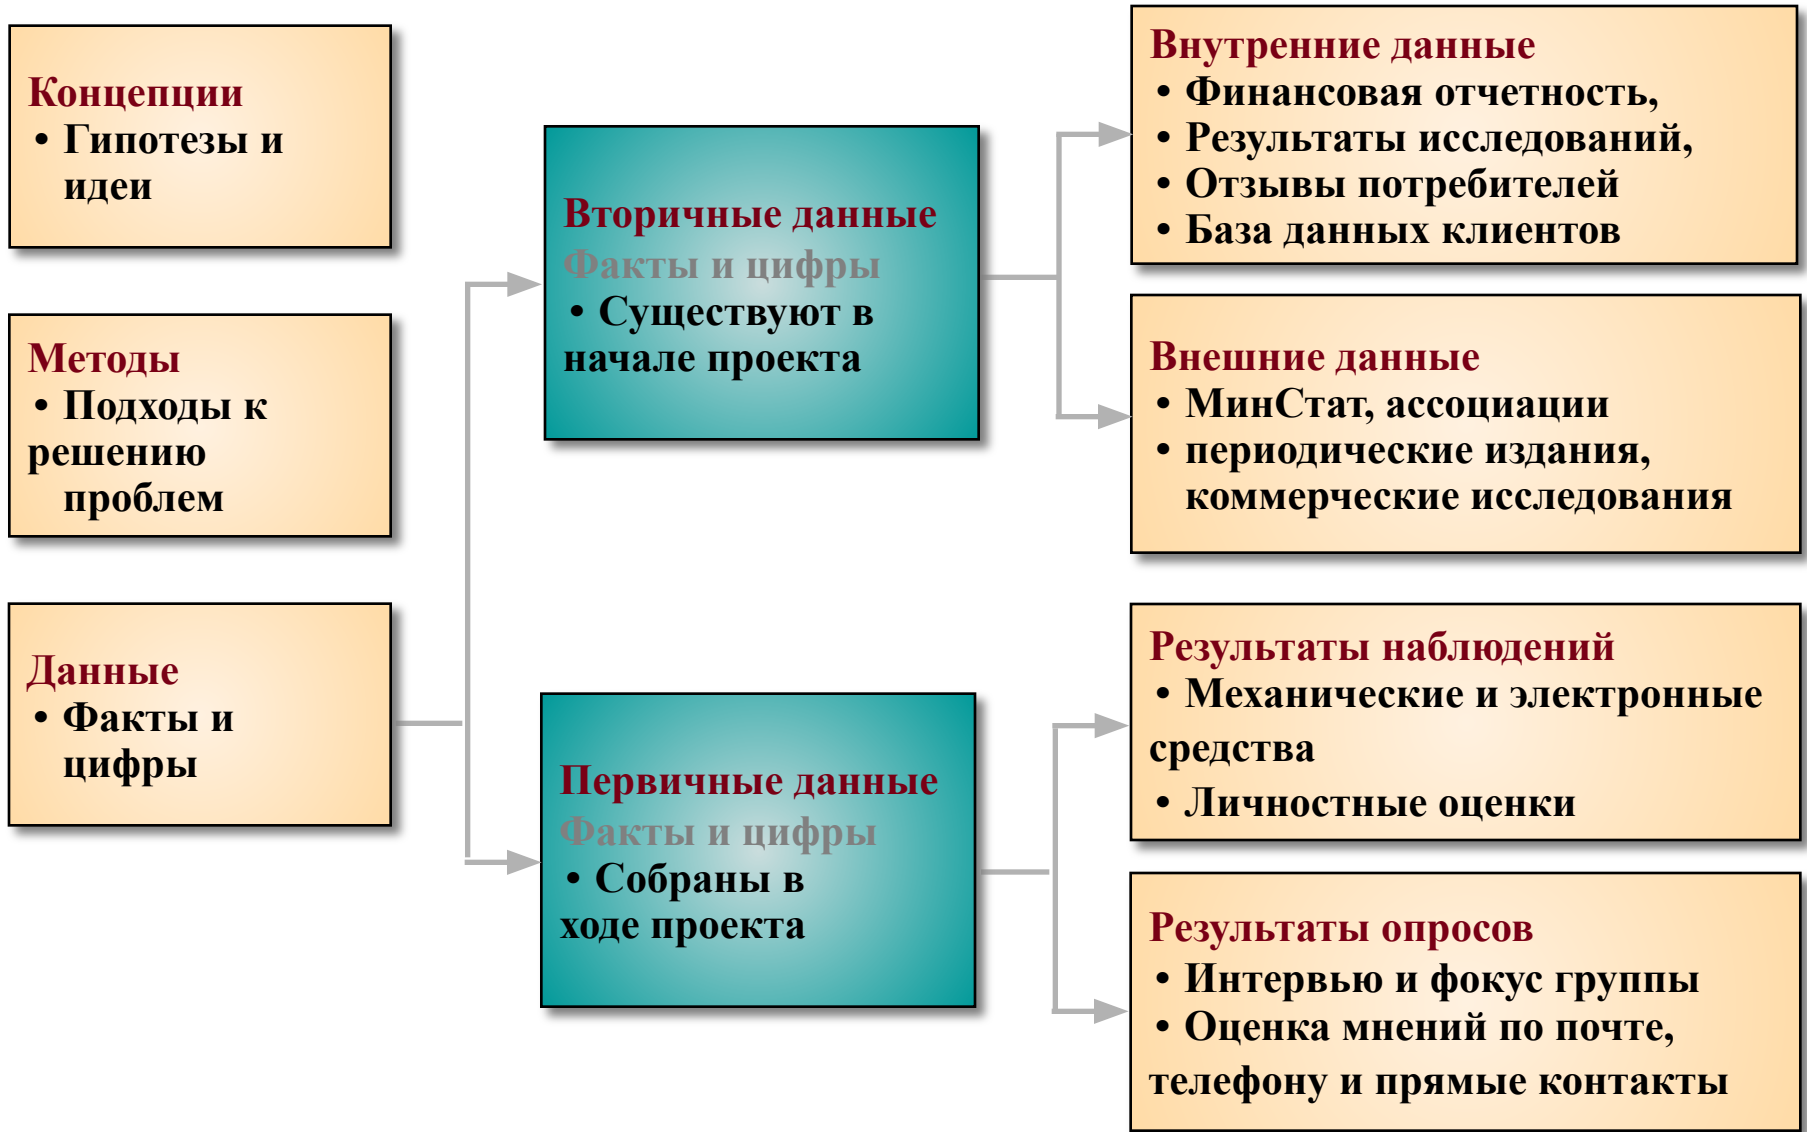 Концепции
• Гипотезы и
идеи
Методы
• Подходы к
решению
проблем
Данные
• Факты и
цифры
Вторичные данные
Факты и цифры
• Существуют в
начале проекта
Первичные данные
Факты и цифры
• Собраны в
ходе проекта
Внутренние данные
• Финансовая отчетность,
• Результаты исследований,
• Отзывы потребителей
• База данных клиентов
Внешние данные
• МинСтат, ассоциации
• периодические издания,
коммерческие исследования
Результаты наблюдений
• Механические и электронные
средства
• Личностные оценки
Результаты опросов
• Интервью и фокус группы
• Оценка мнений по почте,
телефону и прямые контакты